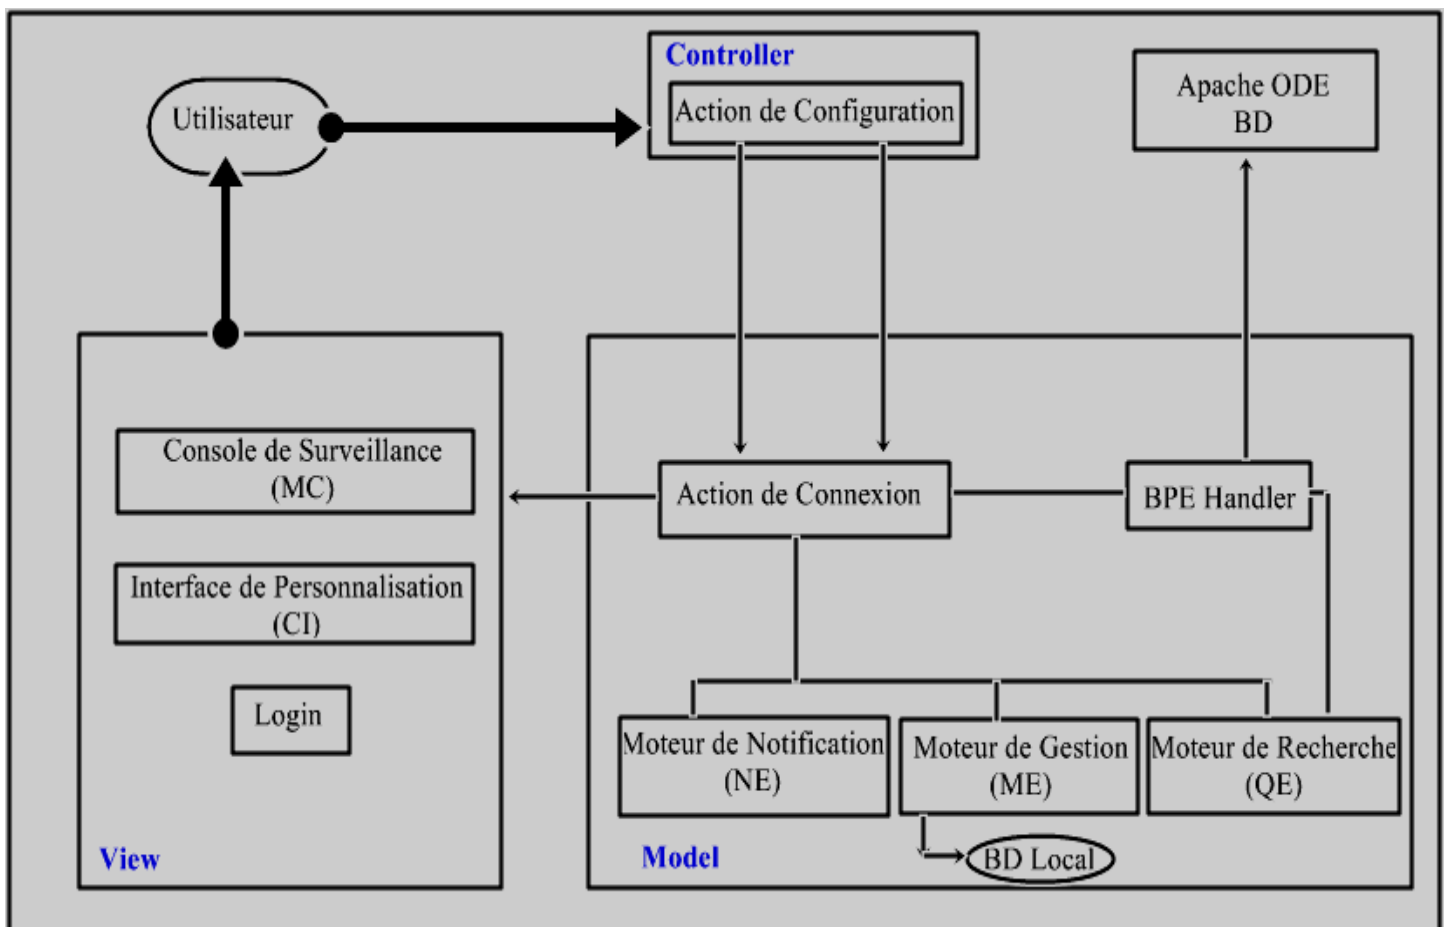 Controller
Action de Configuration
Apache ODE
BD
Utilisateur
Console de Surveillance
(MC)
Interface de Personnalisation
(CI)
Login
View
Action de Connexion
BPE Handler
Moteur de Notification
(NE)
Moteur de Gestion
(ME)
Moteur de Recherche
(QE)
BD Local
Model